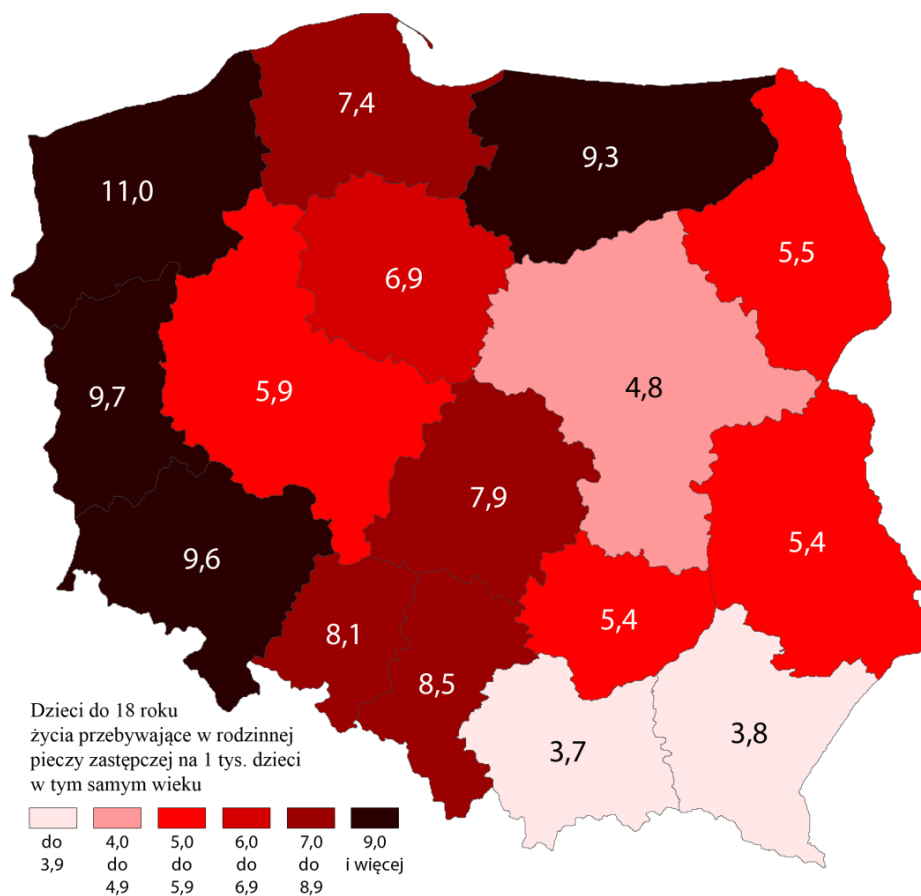 7,4
9,3
11,0
5,5
6,9
9,7
5,9
4,8
7,9
9,6
5,4
5,4
8,1
8,5
3,7
3,8
Dzieci do 18 roku
życia przebywające w rodzinnej
pieczy zastępczej na 1 tys. dzieci
w tym samym wieku
do
3,9
4,0
do
4,9
5,0
do
5,9
6,0
do
6,9
7,0
do
8,9
9,0
i więcej